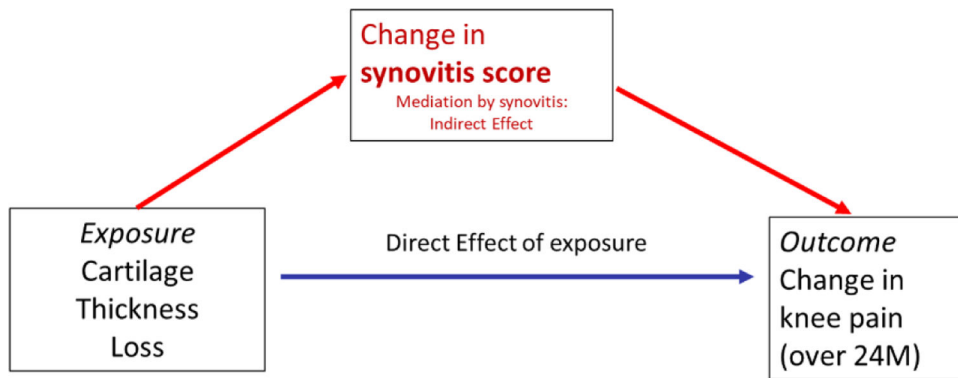 Change in
synovitis score
Mediation by synovitis:
Indirect Effect
Exposure
Cartilage
Thickness
Loss
Direct Effect of exposure
Outcome
Change in
knee pain
(over 24M)